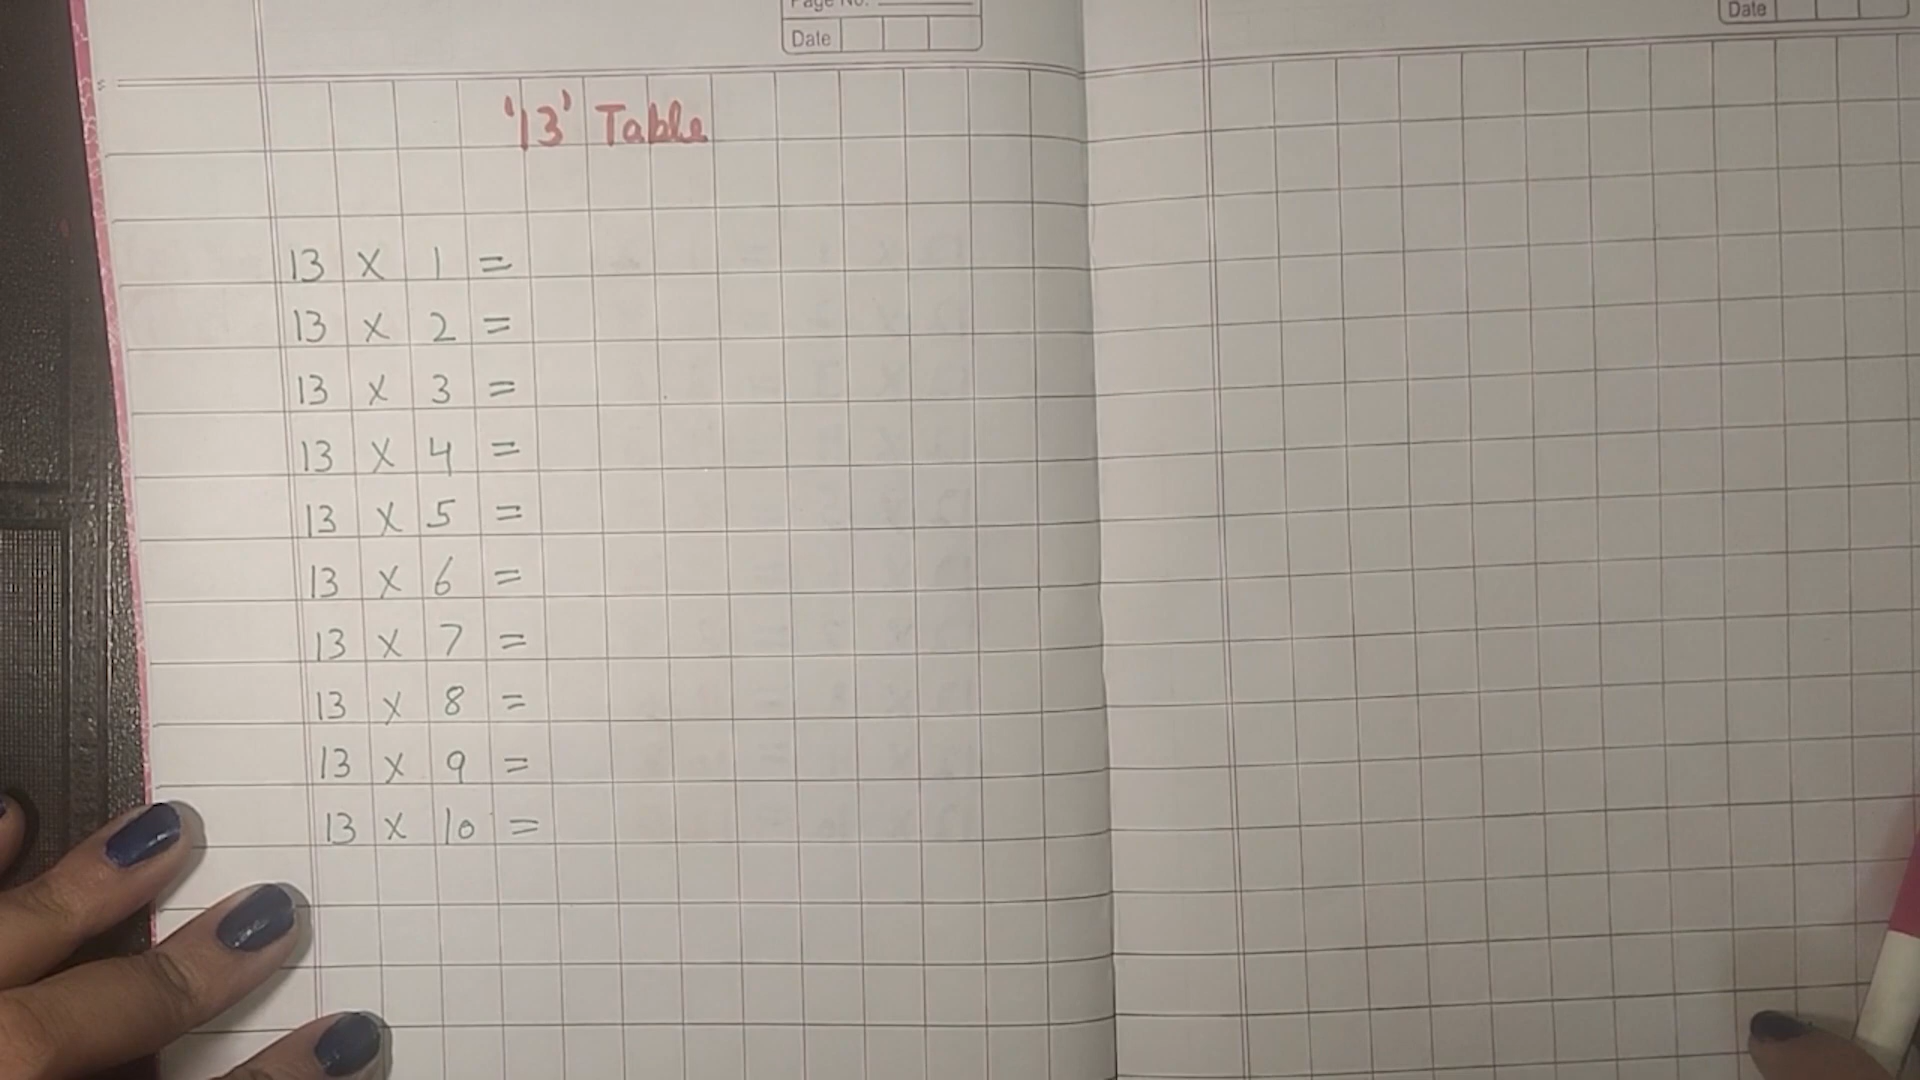 Page No.
Date
Date
'13' Table
13 × 1 =
13 × 2 =
13 × 3 =
13 × 4 =
13 × 5 =
13 × 6 =
13 × 7 =
13 × 8 =
13 × 9 =
13 × 10 =